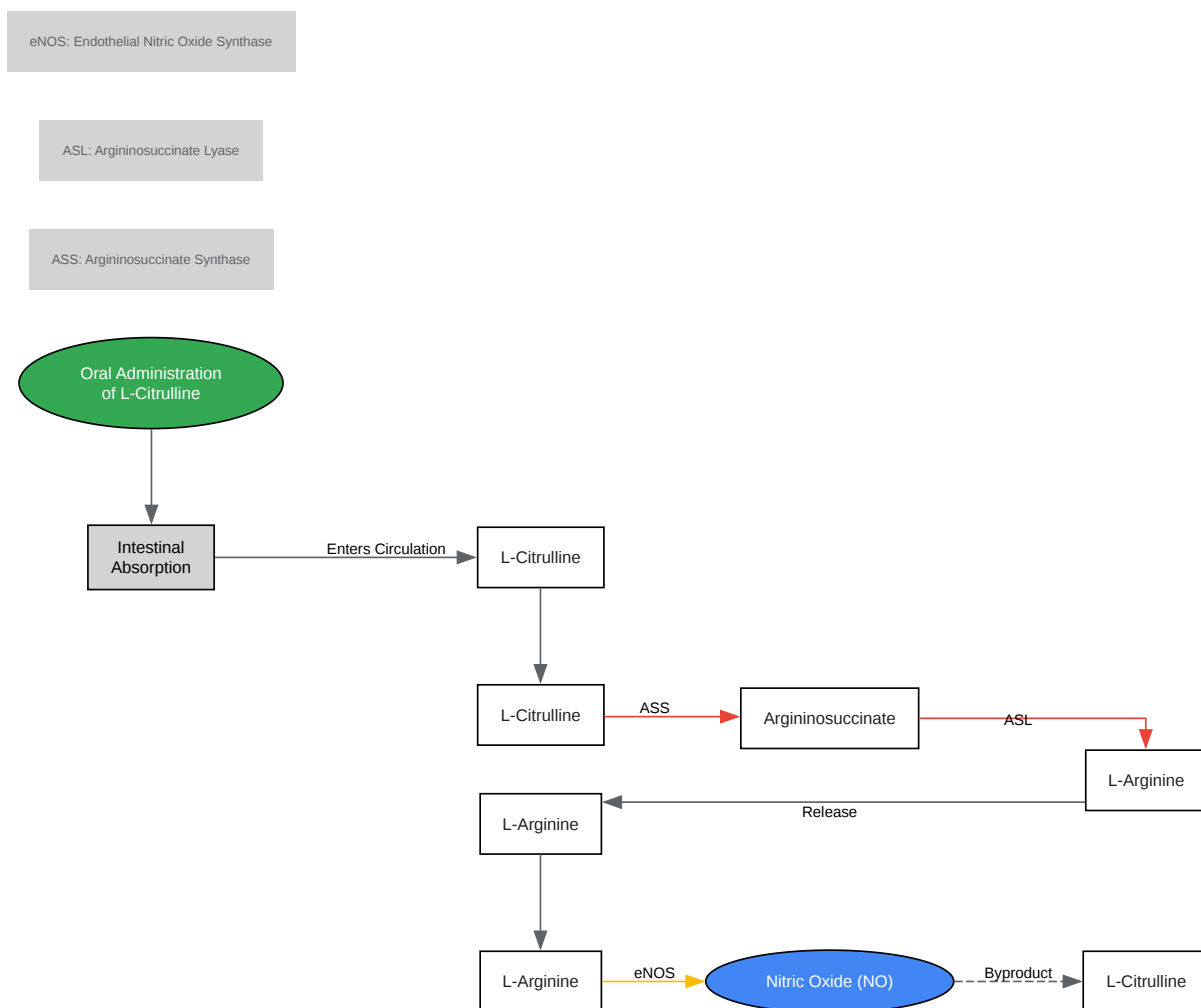 eNOS: Endothelial Nitric Oxide Synthase
ASL: Argininosuccinate Lyase
ASS: Argininosuccinate Synthase
Oral Administration
of L-Citrulline
Intestinal
Absorption
Enters Circulation
L-Citrulline
L-Citrulline
ASS
Argininosuccinate
ASL
L-Arginine
Release
L-Arginine
L-Arginine
eNOS
Nitric Oxide (NO)
Byproduct
L-Citrulline